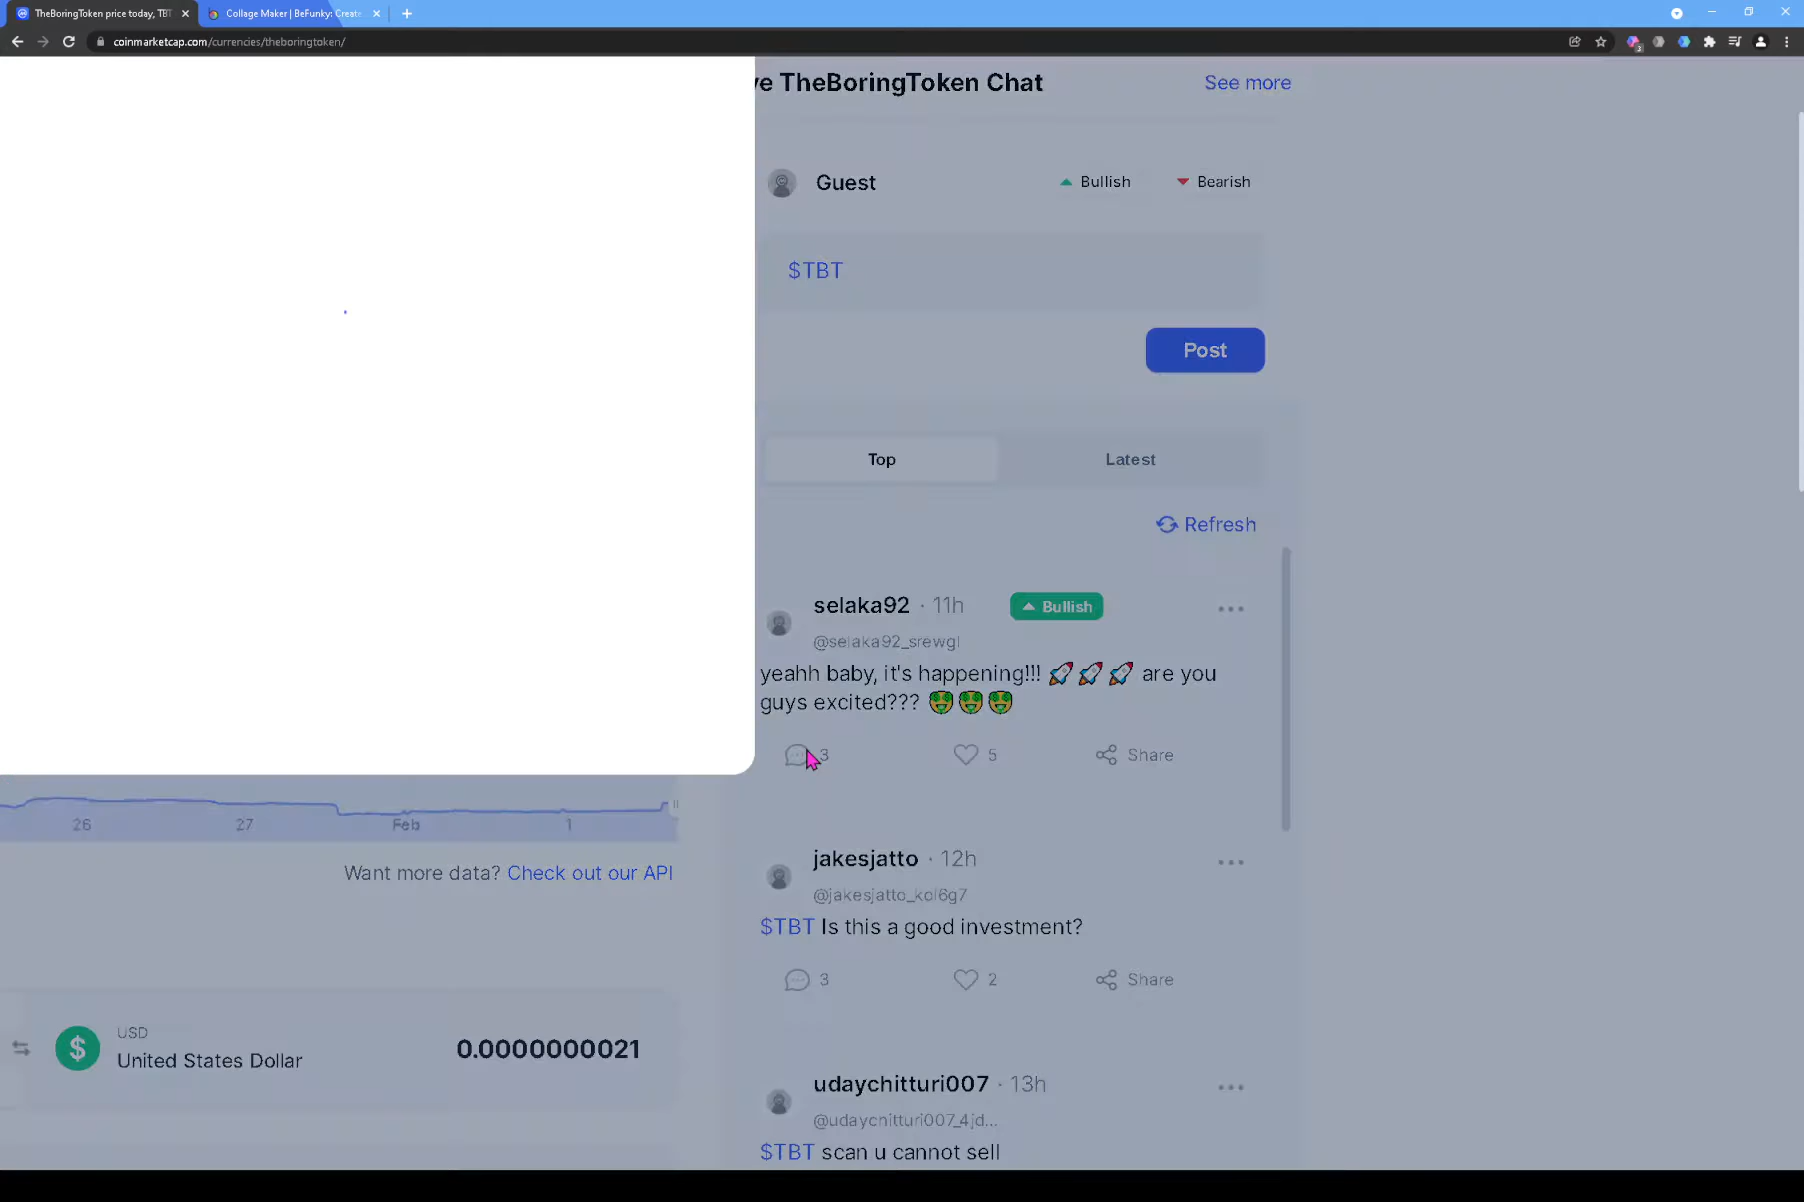 TheBoringToken price today, TBT
Collage Maker | BeFunky: Create
coinmarketcap.com/currencies/theboringtoken/
TheBoringToken Chat
See more
Guest
Bullish
Bearish
$TBT
Post
Top
Latest
Refresh
selaka92 · 11h
Bullish
@selaka92_srewgl
yeahh baby, it's happening!!! 🚀🚀🚀 are you
guys excited??? 🤑🤑🤑
3
5
Share
26
27
Feb
1
Want more data? Check out our API
jakesjatto · 12h
@jakesjatto_kol6g7
$TBT Is this a good investment?
3
2
Share
USD
United States Dollar
0.0000000021
udaychitturi007 · 13h
@udaychitturi007_4jd...
$TBT scan u cannot sell